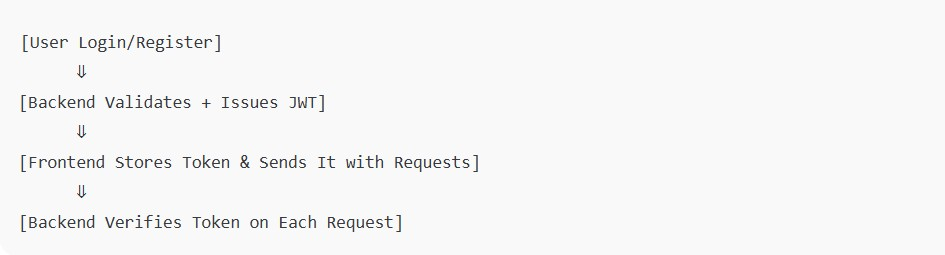 [User Login/Register]
⇓
[Backend Validates + Issues JWT]
⇓
[Frontend Stores Token & Sends It with Requests]
⇓
[Backend Verifies Token on Each Request]